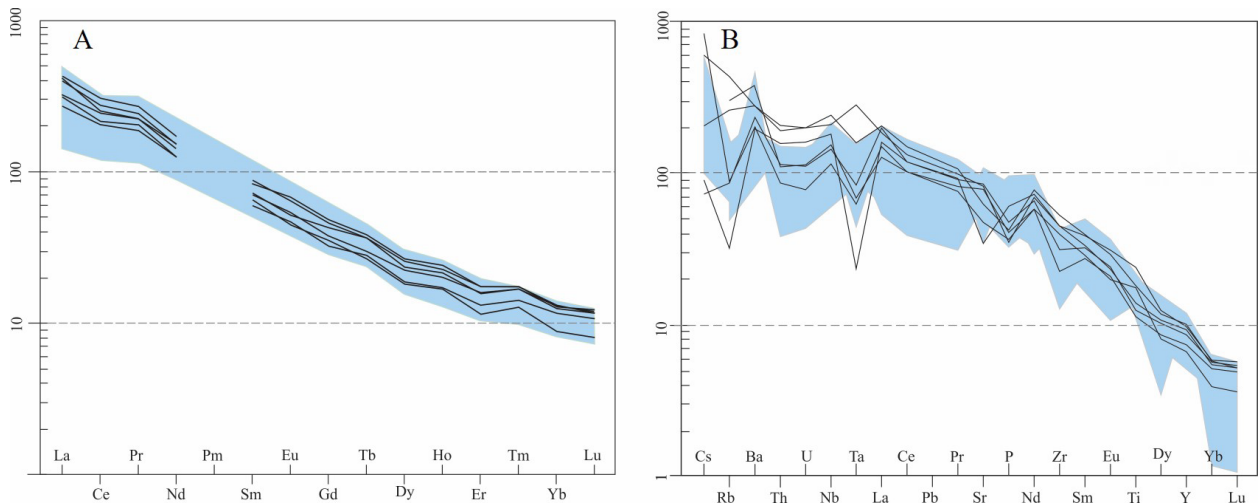 A
1000
100
10
La Pr Pm Eu Tb Ho Tm Lu
Ce Nd Sm Gd Dy Er Yb
B
1000
100
10
1
Cs Ba U Ta La Ce Pr P Nd Zr Eu Dy Yb
Rb Th Nb Pb Sr Sm Ti Y Lu